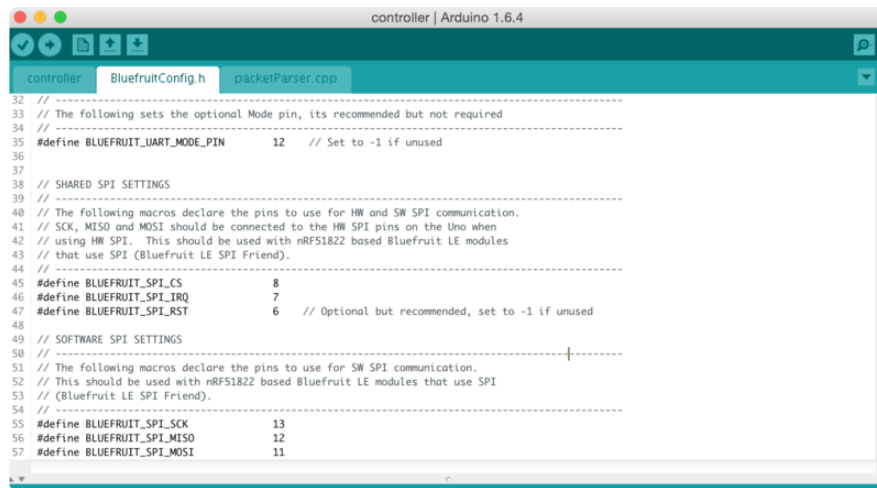 controller | Arduino 1.6.4
controller BluefruitConfig.h packetParser.cpp
32 // ----------------------------------------------------------------------------------------------
33 // The following sets the optional Mode pin, its recommended but not required
34 // ----------------------------------------------------------------------------------------------
35 #define BLUEFRUIT_UART_MODE_PIN 12 // Set to -1 if unused
36
37
38 // SHARED SPI SETTINGS
39 // ----------------------------------------------------------------------------------------------
40 // The following macros declare the pins to use for HW and SW SPI communication.
41 // SCK, MISO and MOSI should be connected to the HW SPI pins on the Uno when
42 // using HW SPI. This should be used with nRF51822 based Bluefruit LE modules
43 // that use SPI (Bluefruit LE SPI Friend).
44 // ----------------------------------------------------------------------------------------------
45 #define BLUEFRUIT_SPI_CS 8
46 #define BLUEFRUIT_SPI_IRQ 7
47 #define BLUEFRUIT_SPI_RST 6 // Optional but recommended, set to -1 if unused
48
49 // SOFTWARE SPI SETTINGS
50 // ----------------------------------------------------------------------------------------------
51 // The following macros declare the pins to use for SW SPI communication.
52 // This should be used with nRF51822 based Bluefruit LE modules that use SPI
53 // (Bluefruit LE SPI Friend).
54 // ----------------------------------------------------------------------------------------------
55 #define BLUEFRUIT_SPI_SCK 13
56 #define BLUEFRUIT_SPI_MISO 12
57 #define BLUEFRUIT_SPI_MOSI 11